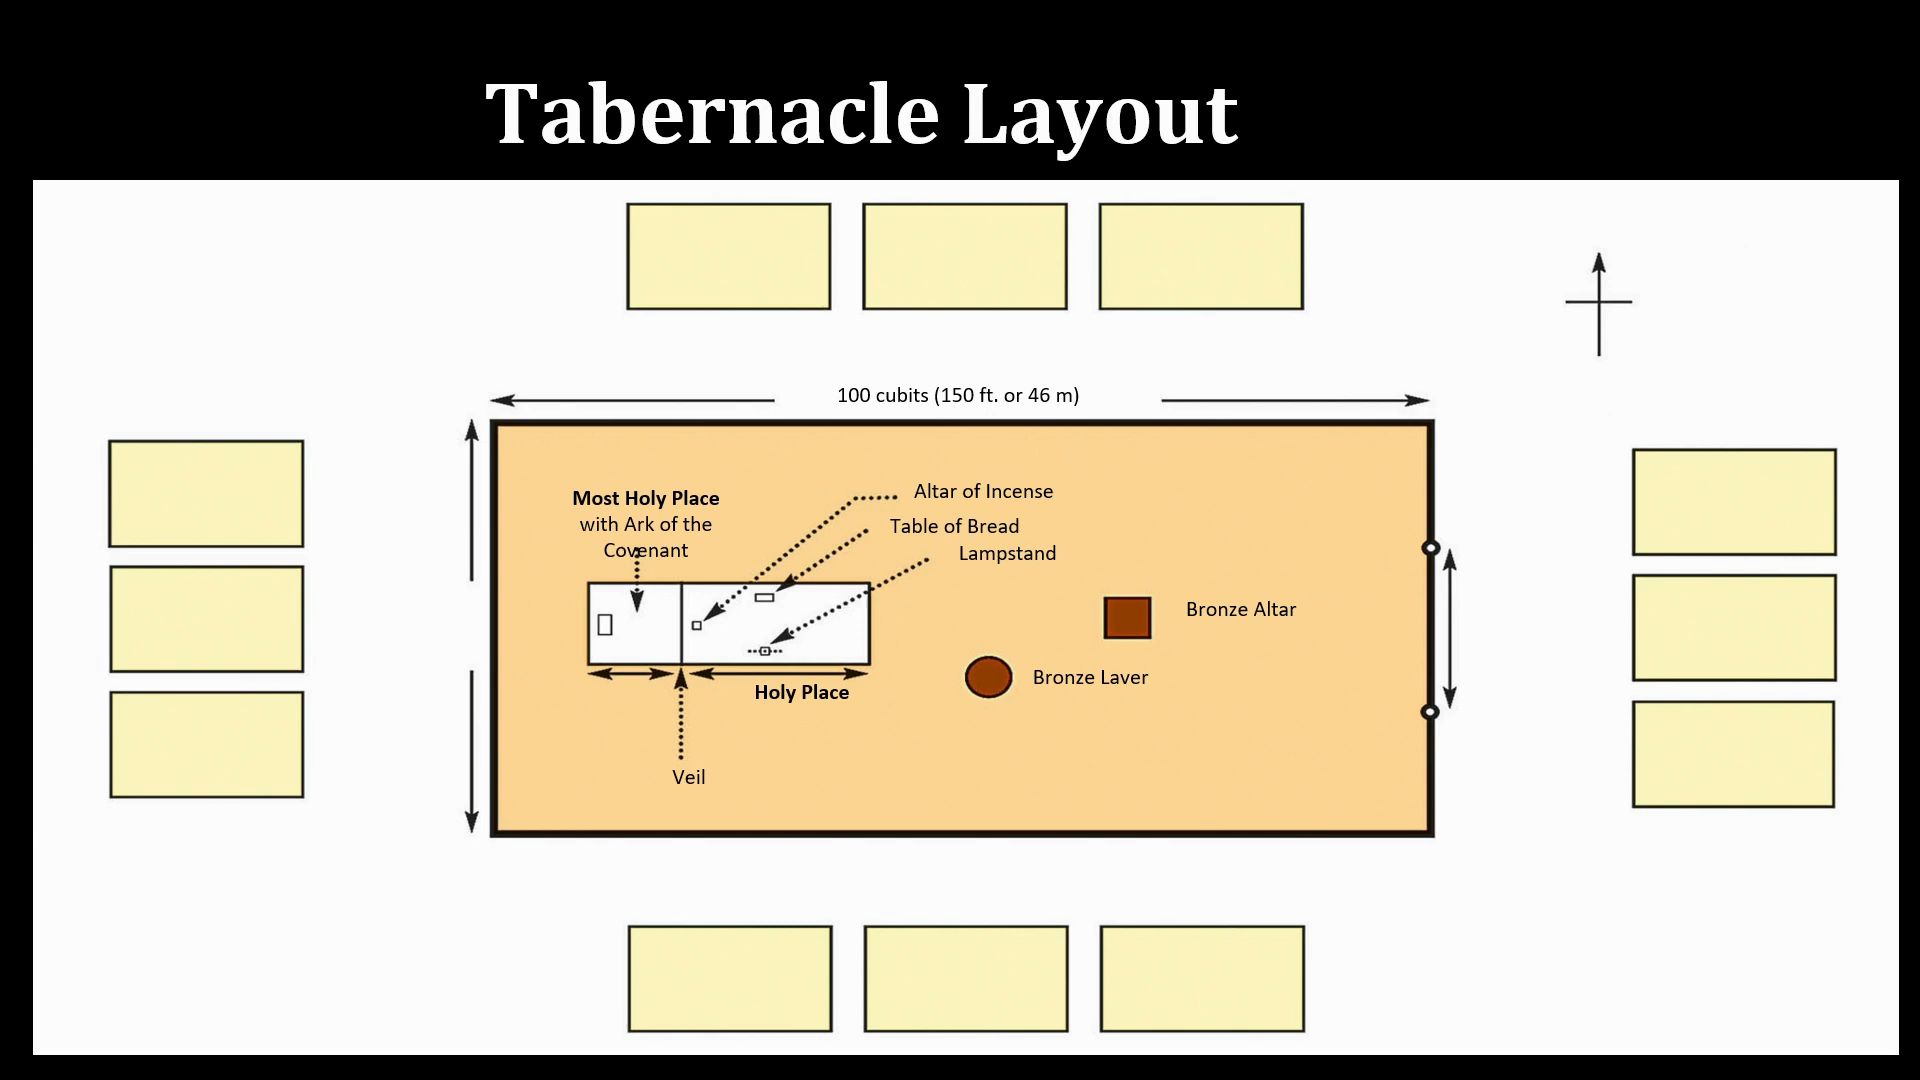 Tabernacle Layout
100 cubits (150 ft. or 46 m)
Most Holy Place
with Ark of the
Covenant
Altar of Incense
Table of Bread
Lampstand
Bronze Altar
Bronze Laver
Holy Place
Veil